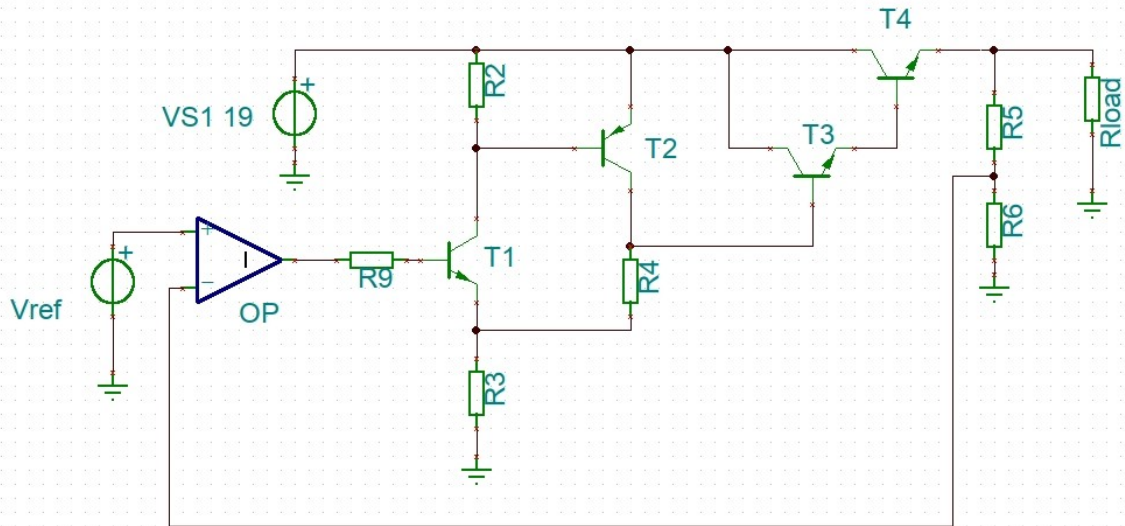 T4
R2
VS1 19
+
T2
T3
R5
Rload
+
T1
R9
R4
R6
+
Vref
−
OP
R3